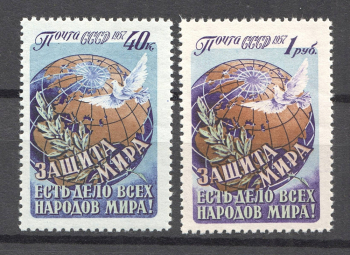 Почта СССР 1957
40к.
ЗАЩИТА
МИРА
ЕСТЬ ДЕЛО ВСЕХ
НАРОДОВ МИРА!
Почта СССР 1957
1 руб.
ЗАЩИТА
МИРА
ЕСТЬ ДЕЛО ВСЕХ
НАРОДОВ МИРА!